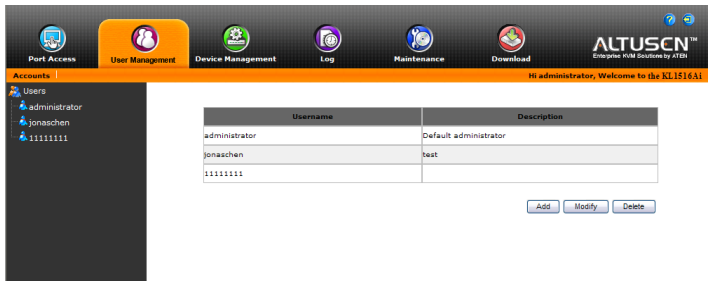 Port Access User Management Device Management Log Maintenance Download
ALTUSEN™
Enterprise KVM Solutions by ATEN
Accounts Hi administrator, Welcome to the KL1516Ai
Users
administrator
jonaschen
11111111
Username Description
administrator Default administrator
jonaschen test
11111111
Add Modify Delete